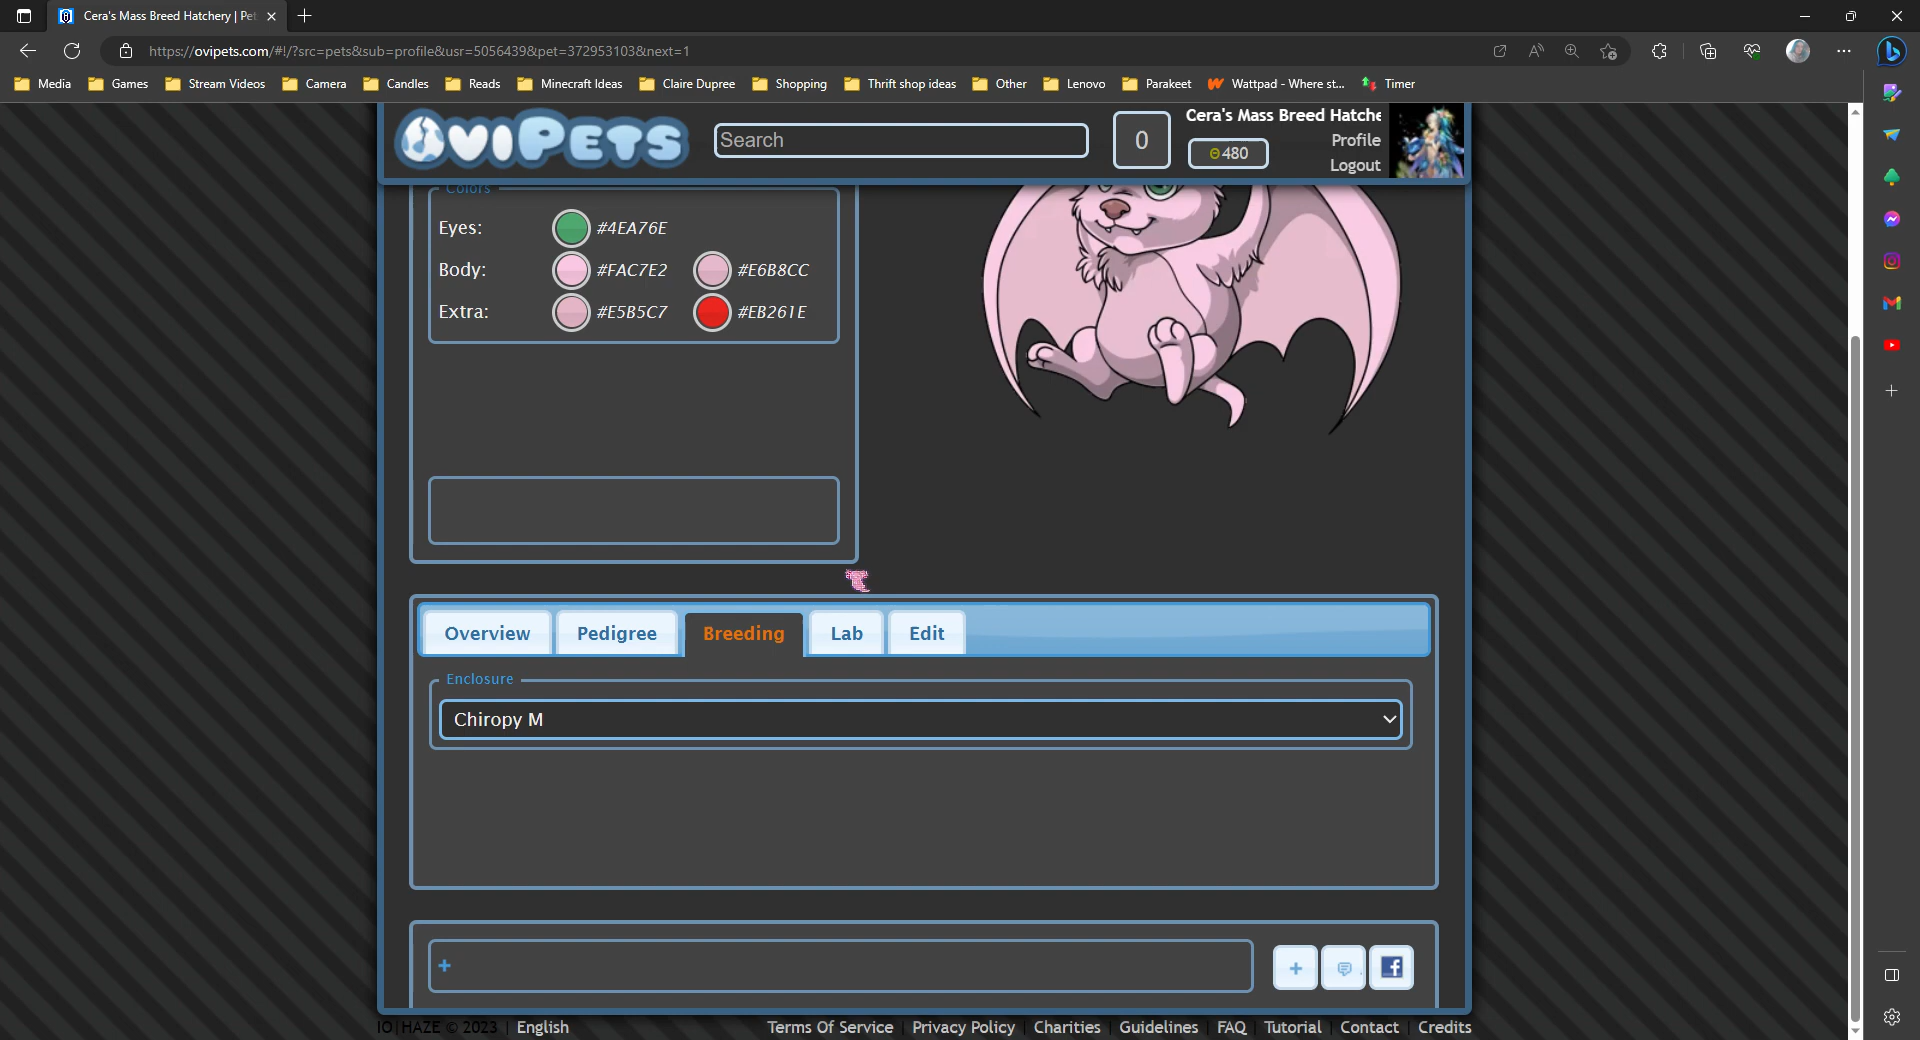 Cera's Mass Breed Hatchery | Pet
https://ovipets.com/#!/?src=pets&sub=profile&usr=5056439&pet=372953103&next=1
Media Games Stream Videos Camera Candles Reads Minecraft Ideas Claire Dupree Shopping Thrift shop ideas Other Lenovo Parakeet Wattpad - Where st... Timer
OviPets
Search
0
Cera's Mass Breed Hatche
480
Profile
Logout
Colors
Eyes: #4EA76E
Body: #FAC7E2 #E6B8CC
Extra: #E5B5C7 #EB261E
Overview Pedigree Breeding Lab Edit
Enclosure
Chiropy M
+
+
IO|HAZE © 2023 English Terms Of Service Privacy Policy Charities Guidelines FAQ Tutorial Contact Credits